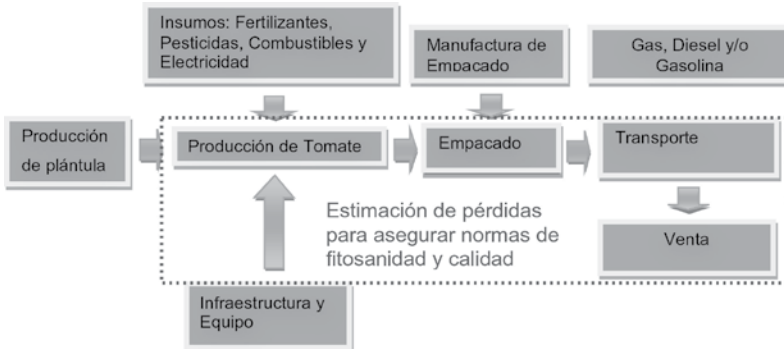 Insumos: Fertilizantes,
Pesticidas, Combustibles y
Electricidad
Manufactura de
Empacado
Gas, Diesel y/o
Gasolina
Producción
de plántula
Producción de Tomate
Empacado
Transporte
Estimación de pérdidas
para asegurar normas de
fitosanidad y calidad
Venta
Infraestructura y
Equipo